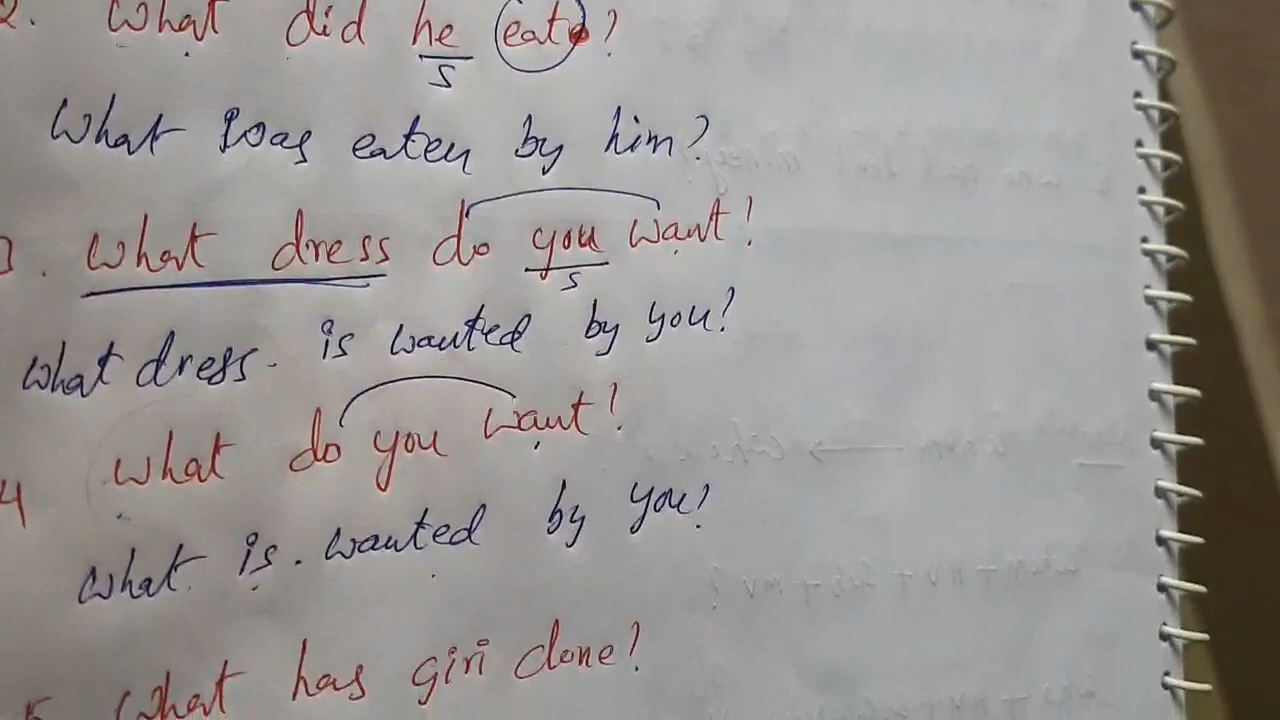 2. What did he eat?
S
What was eaten by him?
3. What dress do you want?
S
What dress. is wanted by you?
4 What do you want?
What is. wanted by you?
5 What has giri done?